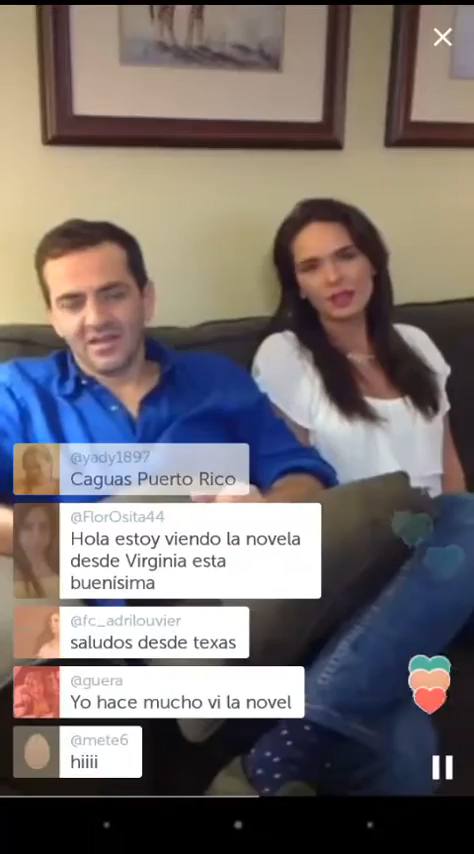 @yady1897
Caguas Puerto Rico
@FlorOsita44
Hola estoy viendo la novela
desde Virginia esta
buenísima
@fc_adrilouvier
saludos desde texas
@guera
Yo hace mucho vi la novel
@mete6
hiiii